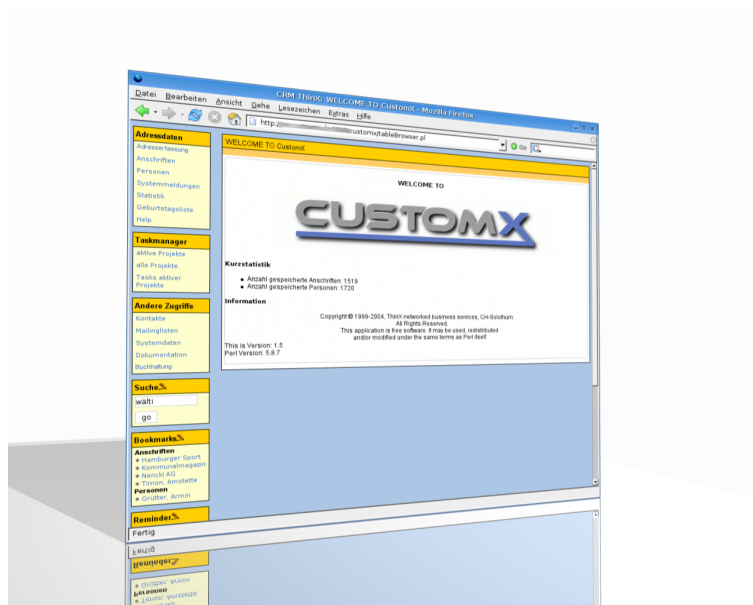 CRM ThinX: WELCOME TO CustomX - Mozilla Firefox
Datei Bearbeiten Ansicht Gehe Lesezeichen Extras Hilfe
http:/ customx/tableBrowser.pl Go
Adressdaten
Adresserfassung
Anschriften
Personen
Systemmeldungen
Statistik
Geburtstagsliste
Help
Taskmanager
aktive Projekte
alle Projekte
Tasks aktiver
Projekte
Andere Zugriffe
Kontakte
Mailinglisten
Systemdaten
Dokumentation
Buchhaltung
Suche
wälti
go
Bookmarks
Anschriften
Hamburger Sport
Kommunalmagazin
Nencki AG
Timon, Amstette
Personen
Grütter, Armin
Reminder
Fertig
WELCOME TO CustomX
WELCOME TO
CUSTOMX
Kurzstatistik
Anzahl gespeicherte Anschriften: 1519
Anzahl gespeicherte Personen: 1720
Information
Copyright © 1999-2004, ThinX networked business services, CH-Solothurn.
All Rights Reserved.
This application is free software. It may be used, redistributed
and/or modified under the same terms as Perl itself.
This is Version: 1.5
Perl Version: 5.8.7